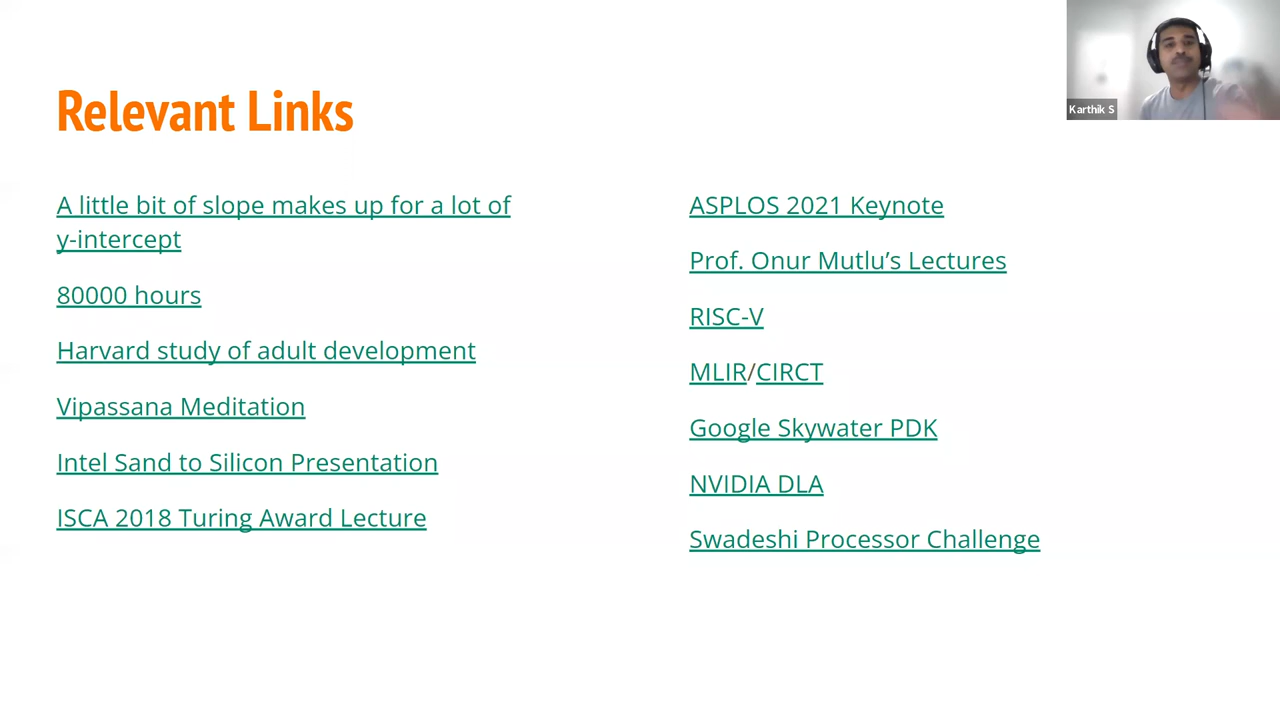 Relevant Links
A little bit of slope makes up for a lot of
y-intercept
80000 hours
Harvard study of adult development
Vipassana Meditation
Intel Sand to Silicon Presentation
ISCA 2018 Turing Award Lecture
ASPLOS 2021 Keynote
Prof. Onur Mutlu’s Lectures
RISC-V
MLIR/CIRCT
Google Skywater PDK
NVIDIA DLA
Swadeshi Processor Challenge
Karthik S